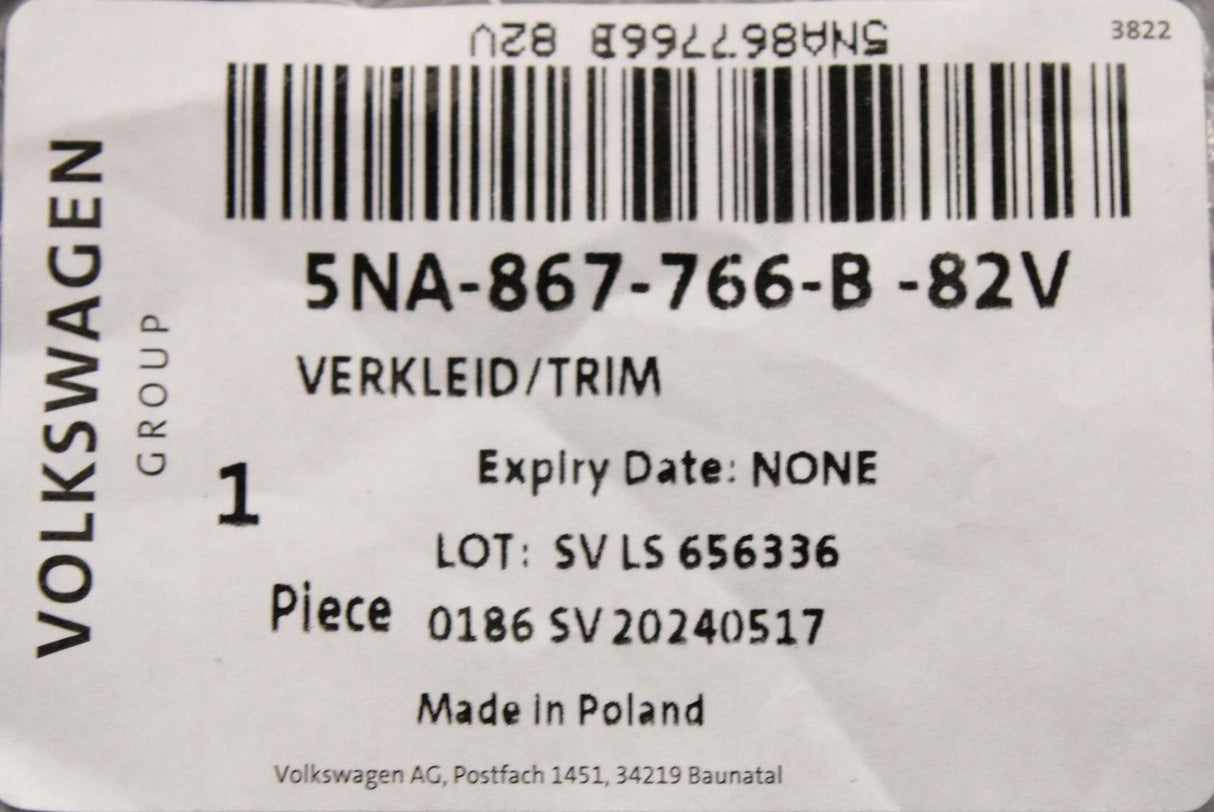 3822
5NA867766B 82V
5NA-867-766-B -82V
VERKLEID/TRIM
Expiry Date: NONE
1
LOT: SV LS 656336
Piece
0186 SV 20240517
Made in Poland
Volkswagen AG, Postfach 1451, 34219 Baunatal
VOLKSWAGEN
GROUP